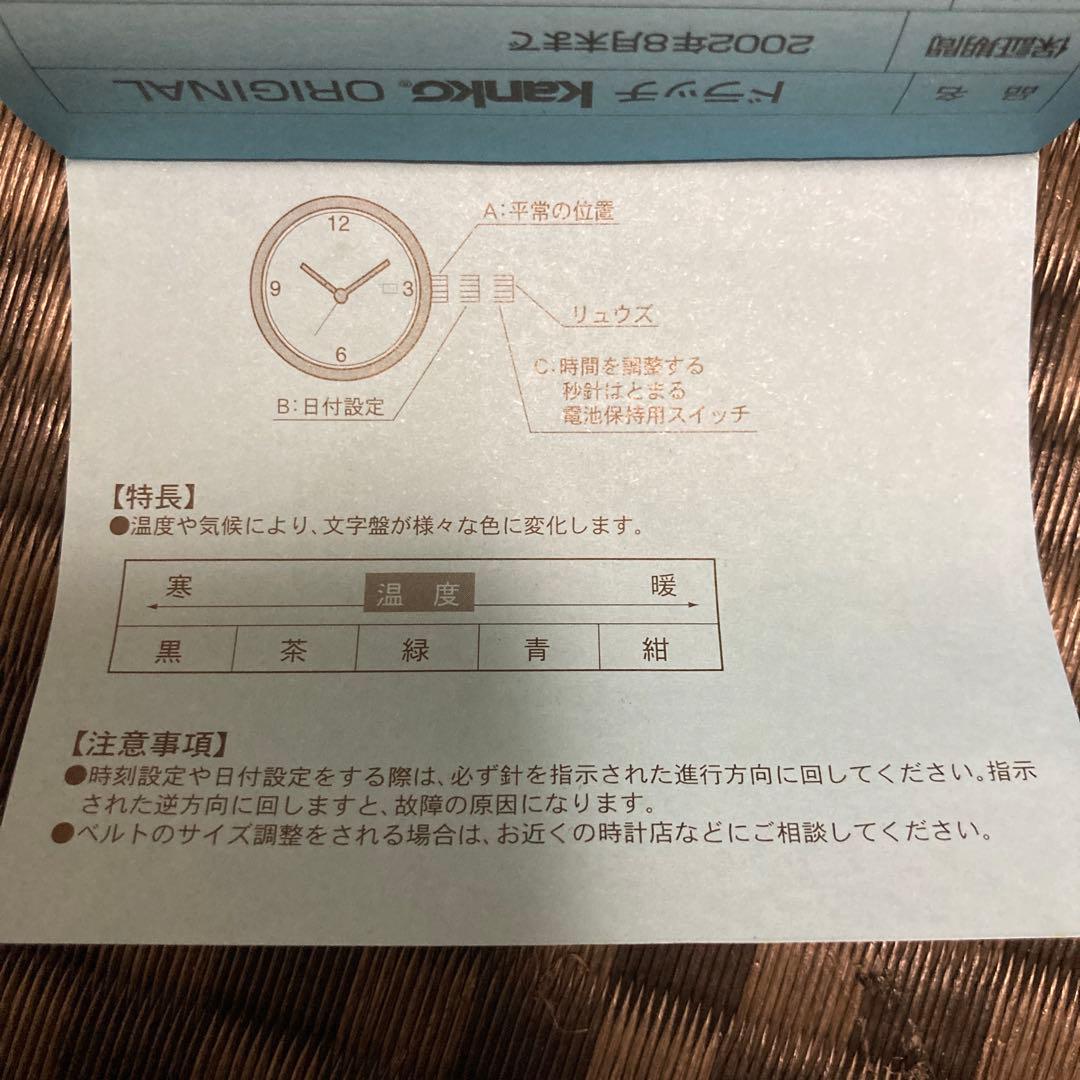 保証期間 2002年8月末まで
品名 ドラッチ kanko® ORIGINAL
12
9
3
6
A:平常の位置
リュウズ
B:日付設定
C:時間を調整する
秒針はとまる
電池保持用スイッチ
【特長】
●温度や気候により、文字盤が様々な色に変化します。
寒 温度 暖
黒 茶 緑 青 紺
【注意事項】
●時刻設定や日付設定をする際は、必ず針を指示された進行方向に回してください。指示
された逆方向に回しますと、故障の原因になります。
●ベルトのサイズ調整をされる場合は、お近くの時計店などにご相談してください。